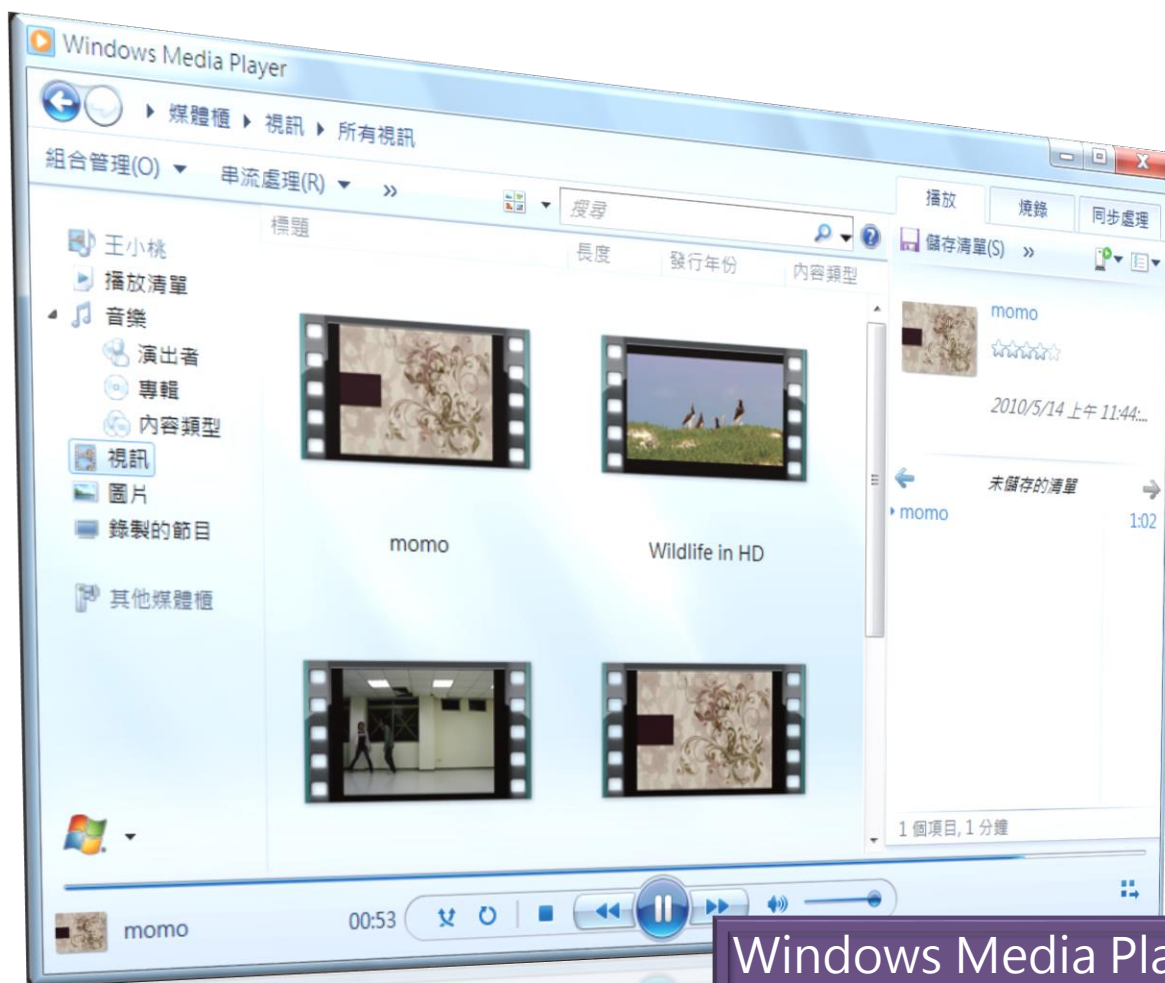 Windows Media Player
媒體櫃 視訊 所有視訊
組合管理(O) 串流處理(R) »
搜尋
播放 燒錄 同步處理
儲存清單(S) »
標題 長度 發行年份 內容類型
王小桃
播放清單
音樂
演出者
專輯
內容類型
視訊
圖片
錄製的節目
其他媒體櫃
momo
Wildlife in HD
momo
2010/5/14 上午 11:44:...
未儲存的清單
momo 1:02
1 個項目, 1 分鐘
momo
00:53
Windows Media Pla